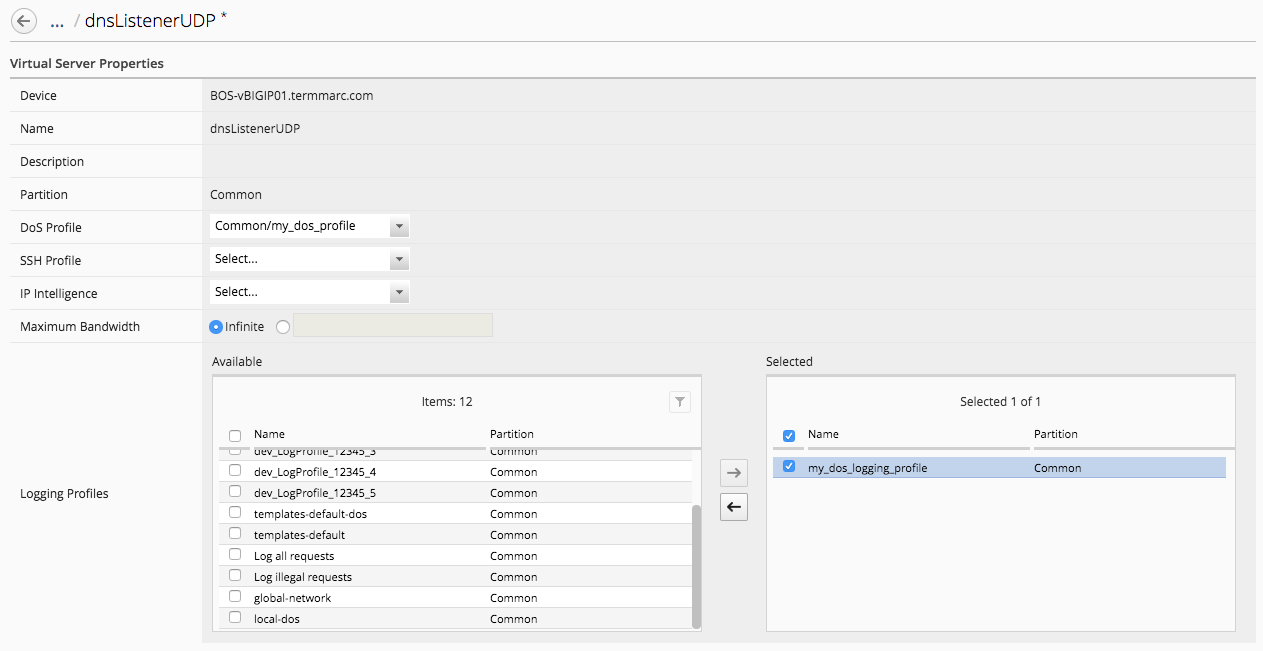 ... / dnsListenerUDP *
Virtual Server Properties
Device BOS-vBIGIP01.termmarc.com
Name dnsListenerUDP
Description
Partition Common
DoS Profile Common/my_dos_profile
SSH Profile Select...
IP Intelligence Select...
Maximum Bandwidth Infinite
Logging Profiles
Available
Items: 12
Name Partition
dev_LogProfile_12345_3 Common
dev_LogProfile_12345_4 Common
dev_LogProfile_12345_5 Common
templates-default-dos Common
templates-default Common
Log all requests Common
Log illegal requests Common
global-network Common
local-dos Common
Selected
Selected 1 of 1
Name Partition
my_dos_logging_profile Common